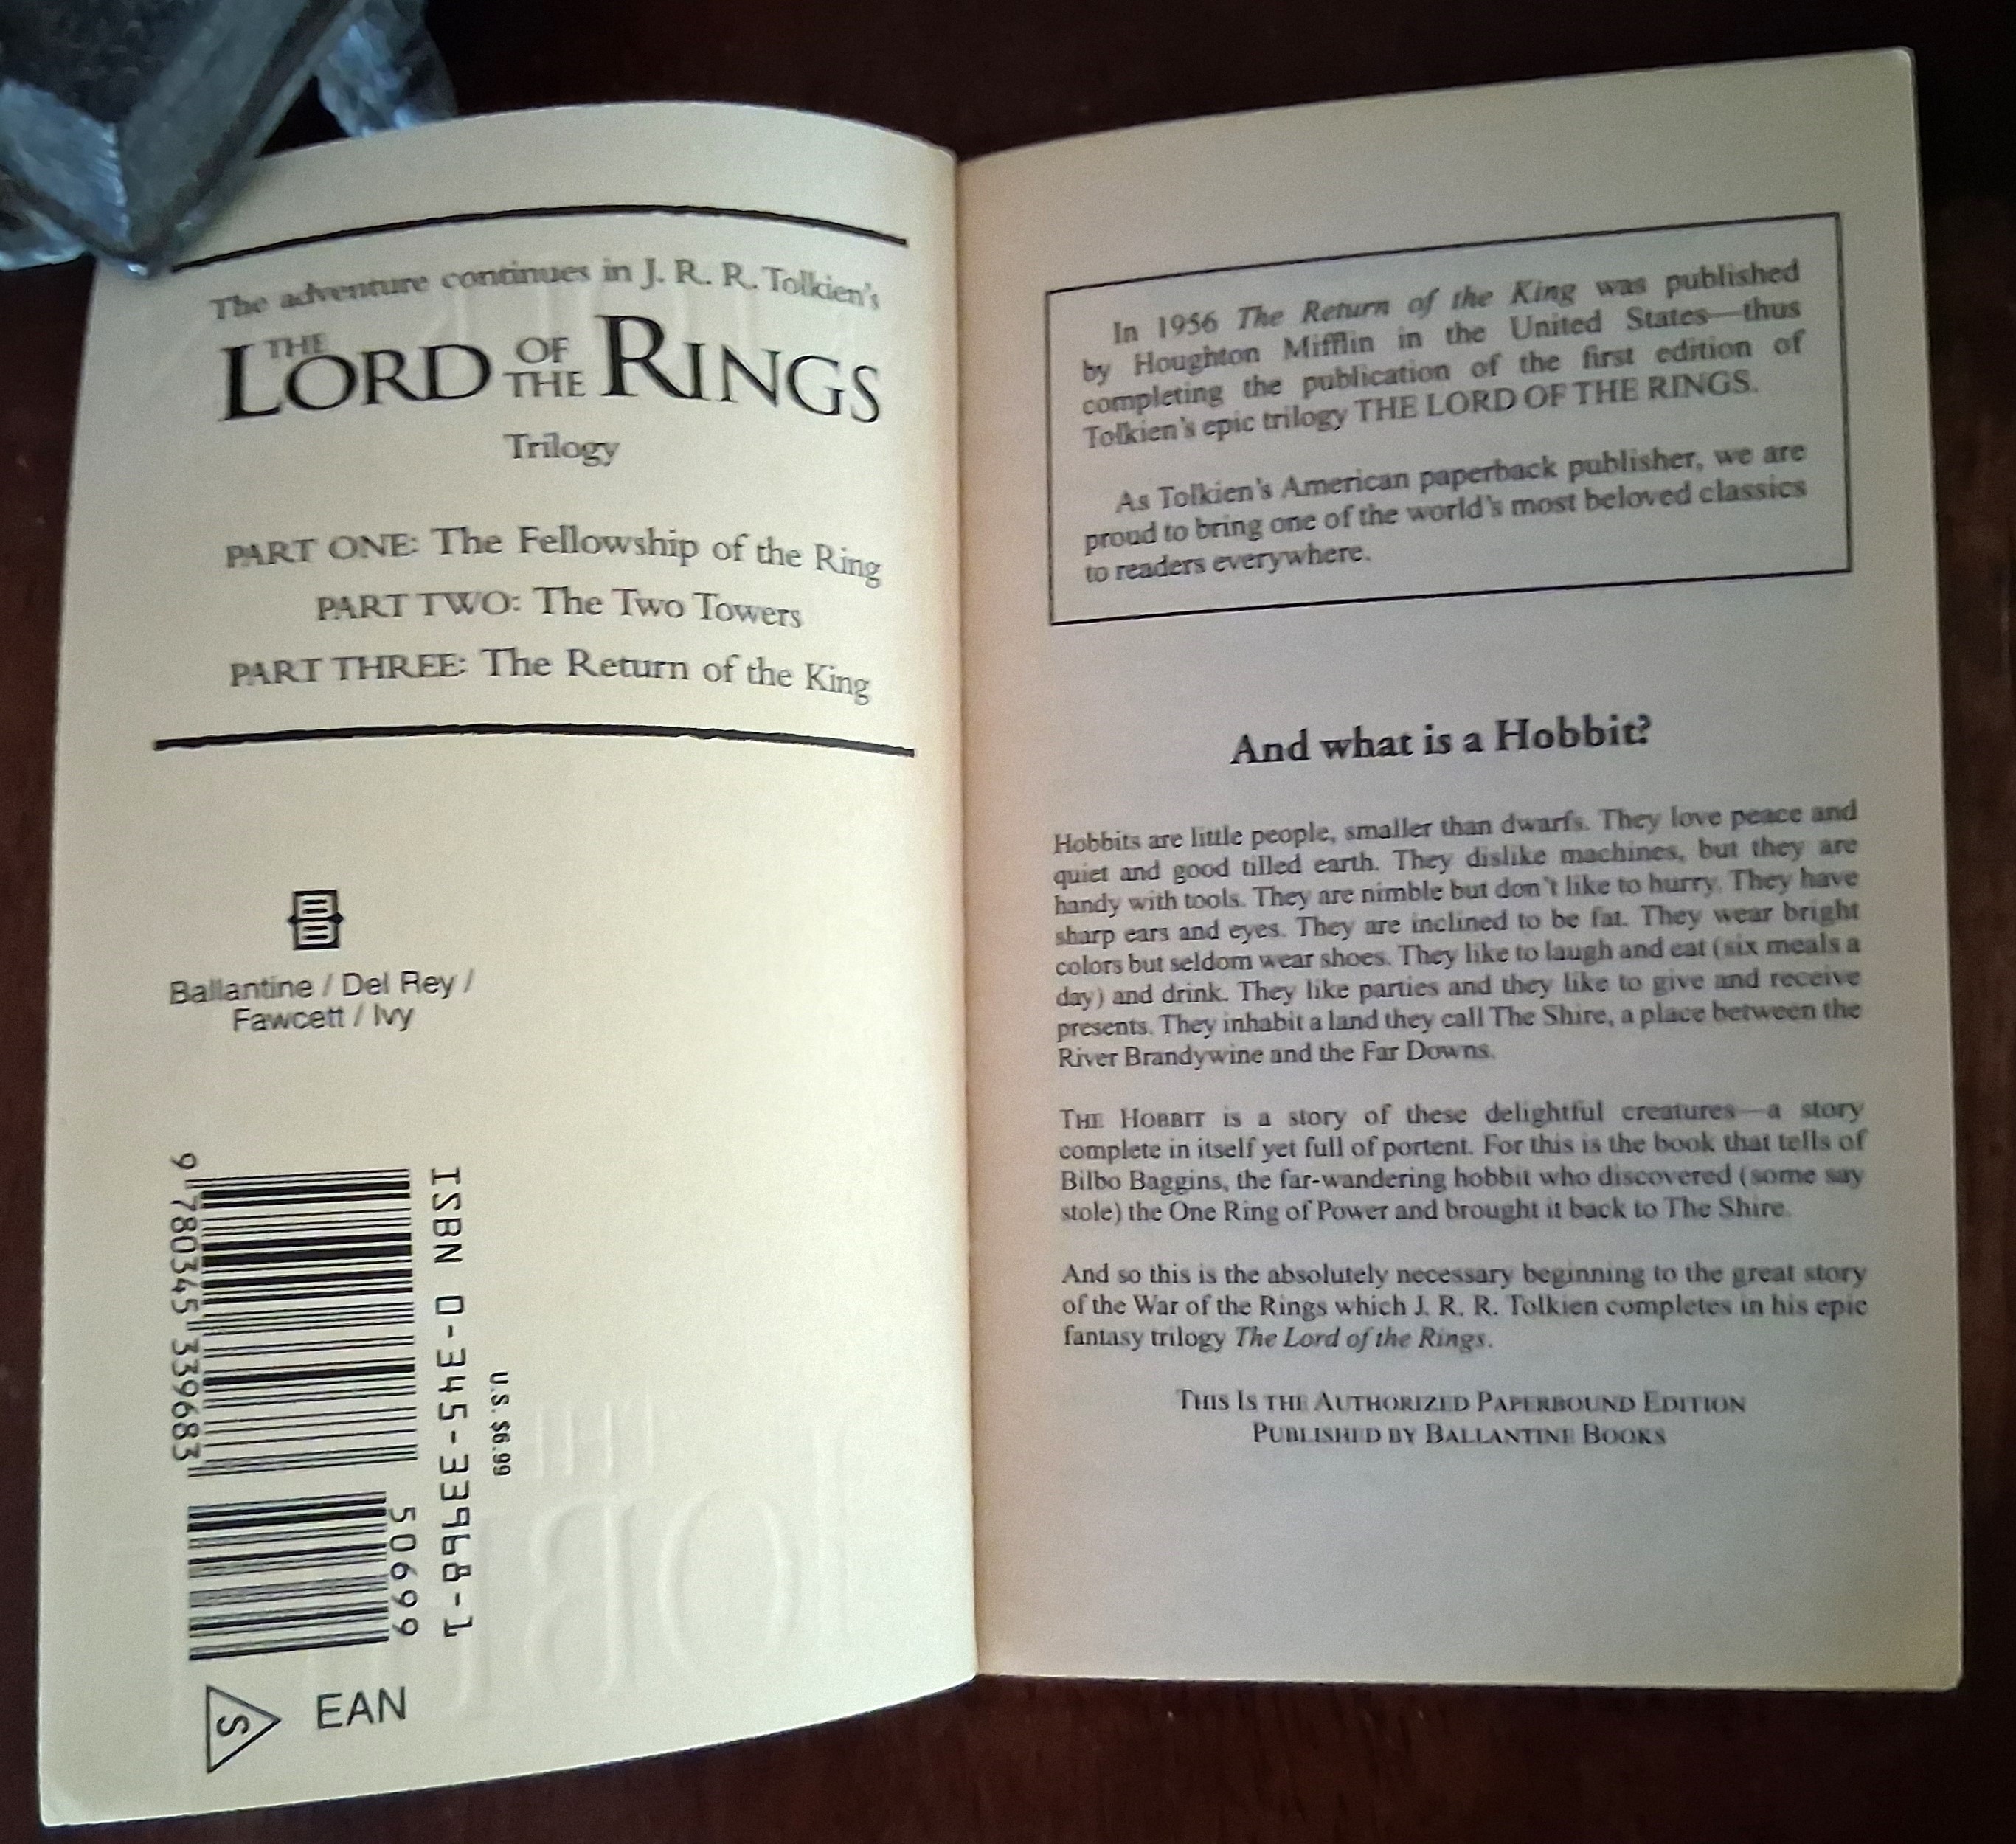 The adventure continues in J. R. R. Tolkien's
THE
LORD OF THE RINGS
Trilogy
PART ONE: The Fellowship of the Ring
PART TWO: The Two Towers
PART THREE: The Return of the King
Ballantine / Del Rey /
Fawcett / Ivy
9 780345 339683
50699
ISBN 0-345-33968-1
U.S. $6.99
S
EAN
In 1956 The Return of the King was published
by Houghton Mifflin in the United States—thus
completing the publication of the first edition of
Tolkien's epic trilogy THE LORD OF THE RINGS.
As Tolkien's American paperback publisher, we are
proud to bring one of the world's most beloved classics
to readers everywhere.
And what is a Hobbit?
Hobbits are little people, smaller than dwarfs. They love peace and
quiet and good tilled earth. They dislike machines, but they are
handy with tools. They are nimble but don't like to hurry. They have
sharp ears and eyes. They are inclined to be fat. They wear bright
colors but seldom wear shoes. They like to laugh and eat (six meals a
day) and drink. They like parties and they like to give and receive
presents. They inhabit a land they call The Shire, a place between the
River Brandywine and the Far Downs.
THE HOBBIT is a story of these delightful creatures—a story
complete in itself yet full of portent. For this is the book that tells of
Bilbo Baggins, the far-wandering hobbit who discovered (some say
stole) the One Ring of Power and brought it back to The Shire.
And so this is the absolutely necessary beginning to the great story
of the War of the Rings which J. R. R. Tolkien completes in his epic
fantasy trilogy The Lord of the Rings.
THIS IS THE AUTHORIZED PAPERBOUND EDITION
PUBLISHED BY BALLANTINE BOOKS